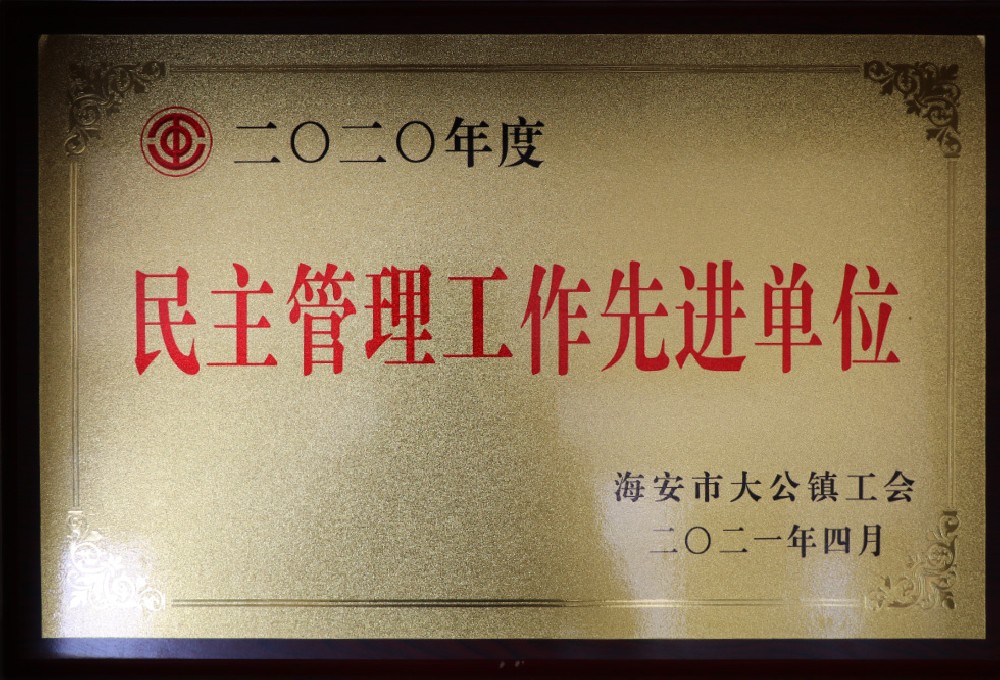 二〇二〇年度
民主管理工作先进单位
海安市大公镇工会
二〇二一年四月